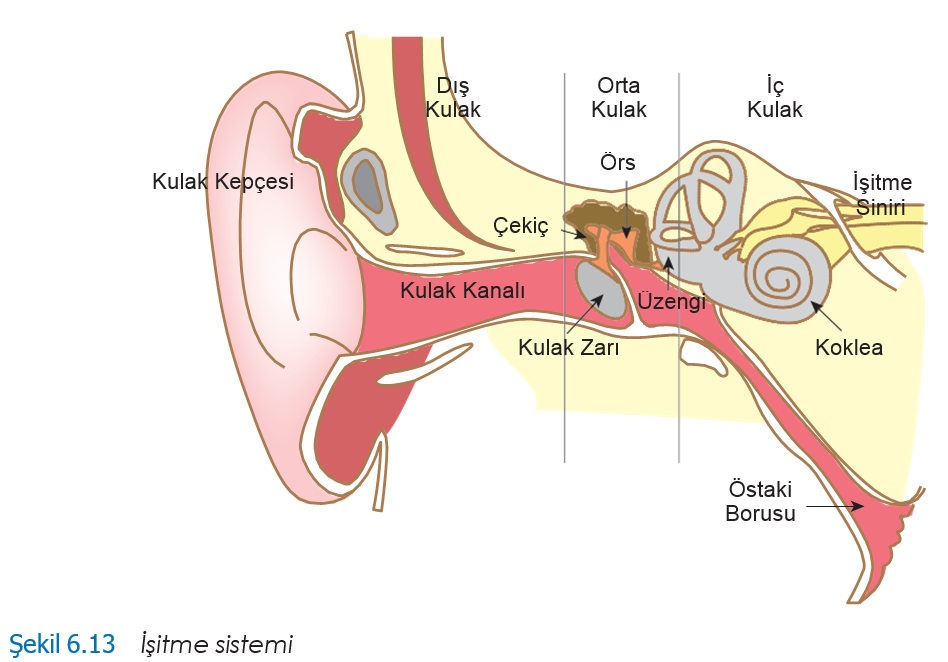 Dış
Kulak
Orta
Kulak
İç
Kulak
Örs
Kulak Kepçesi
İşitme
Siniri
Çekiç
Kulak Kanalı
Üzengi
Kulak Zarı
Koklea
Östaki
Borusu
Şekil 6.13 İşitme sistemi